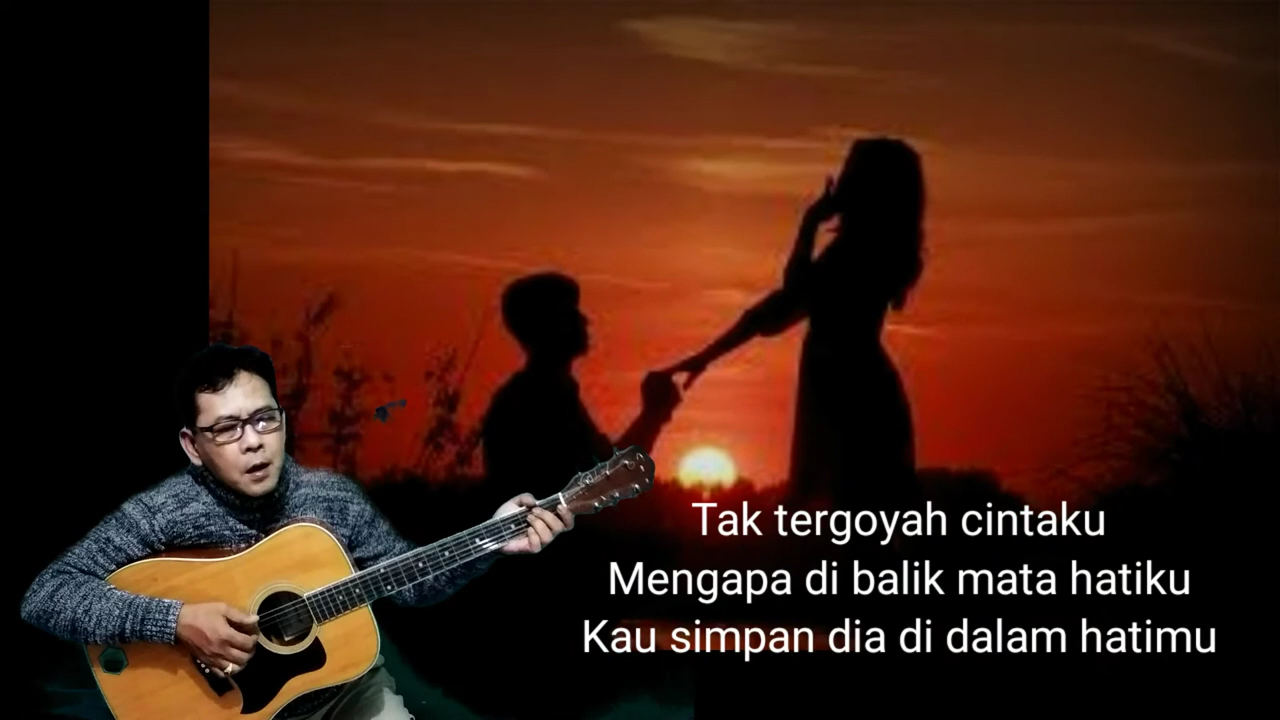 Tak tergoyah cintaku
Mengapa di balik mata hatiku
Kau simpan dia di dalam hatimu